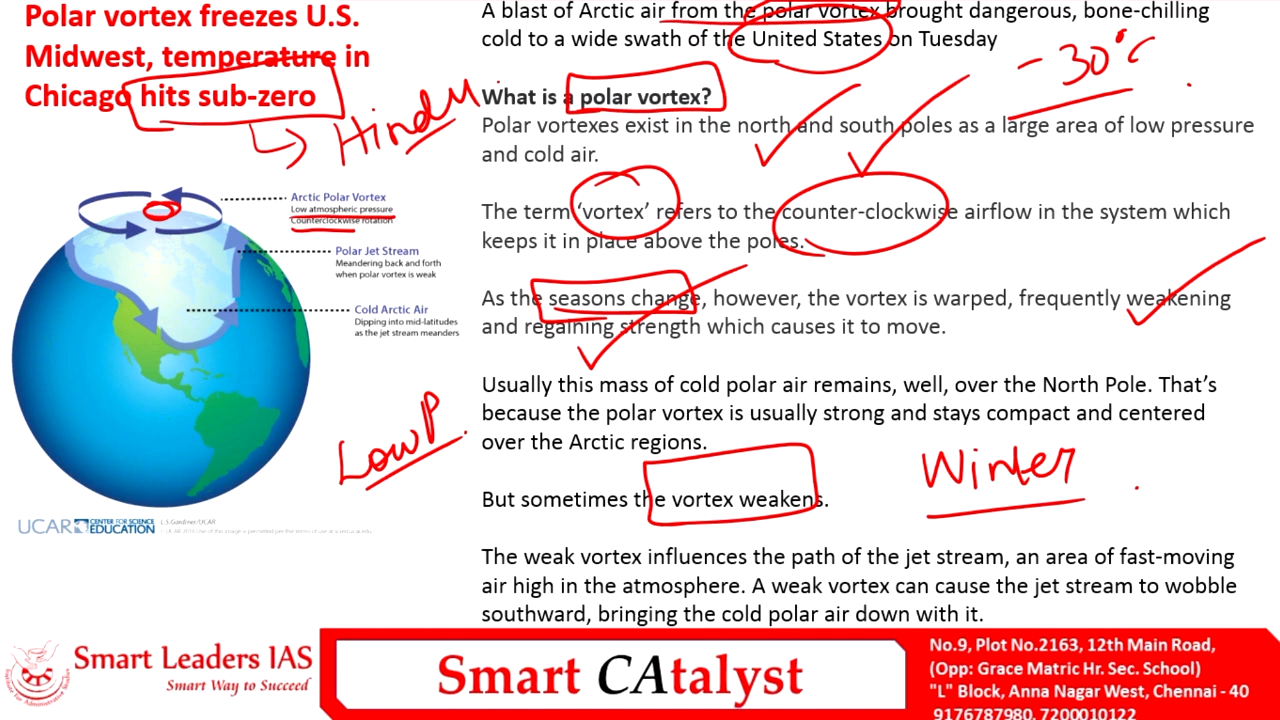 Polar vortex freezes U.S.
Midwest, temperature in
Chicago hits sub-zero
Hindu
Arctic Polar Vortex
Low atmospheric pressure
Counterclockwise rotation
Polar Jet Stream
Meandering back and forth
when polar vortex is weak
Cold Arctic Air
Dipping into mid-latitudes
as the jet stream meanders
Low P
UCAR CENTER FOR SCIENCE
EDUCATION
A blast of Arctic air from the polar vortex brought dangerous, bone-chilling
cold to a wide swath of the United States on Tuesday
-30°C
What is a polar vortex?
Polar vortexes exist in the north and south poles as a large area of low pressure
and cold air.
The term ‘vortex’ refers to the counter-clockwise airflow in the system which
keeps it in place above the poles.
As the seasons change, however, the vortex is warped, frequently weakening
and regaining strength which causes it to move.
Usually this mass of cold polar air remains, well, over the North Pole. That’s
because the polar vortex is usually strong and stays compact and centered
over the Arctic regions.
Winter
But sometimes the vortex weakens.
The weak vortex influences the path of the jet stream, an area of fast-moving
air high in the atmosphere. A weak vortex can cause the jet stream to wobble
southward, bringing the cold polar air down with it.
Smart Leaders IAS
Smart Way to Succeed
Smart CAtalyst
No.9, Plot No.2163, 12th Main Road,
(Opp: Grace Matric Hr. Sec. School)
"L" Block, Anna Nagar West, Chennai - 40
9176787980, 7200010122